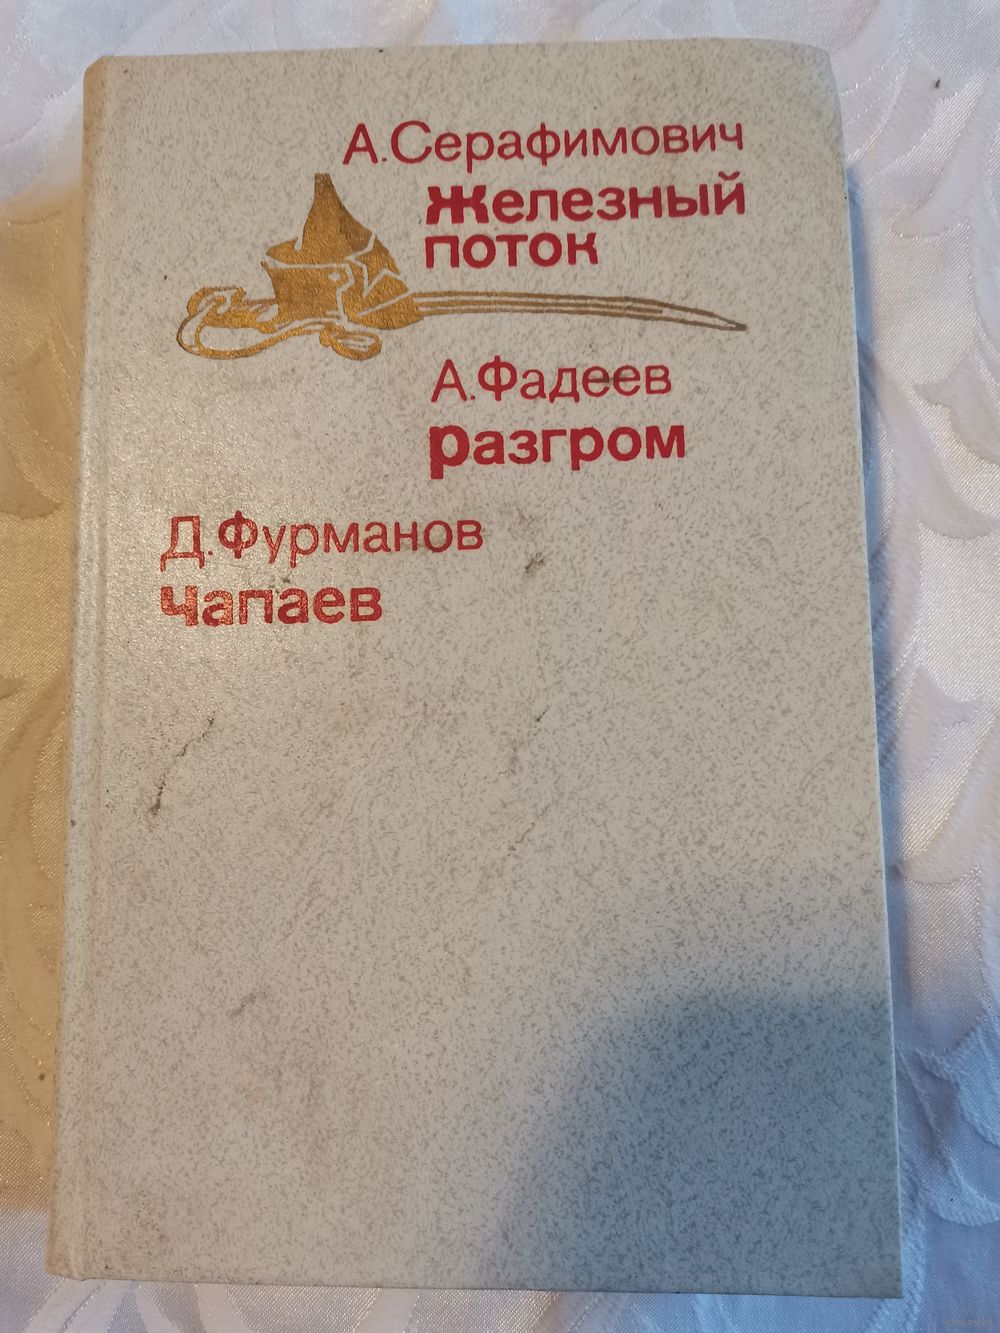 А.Серафимович
Железный
поток
А.Фадеев
Разгром
Д.Фурманов
Чапаев